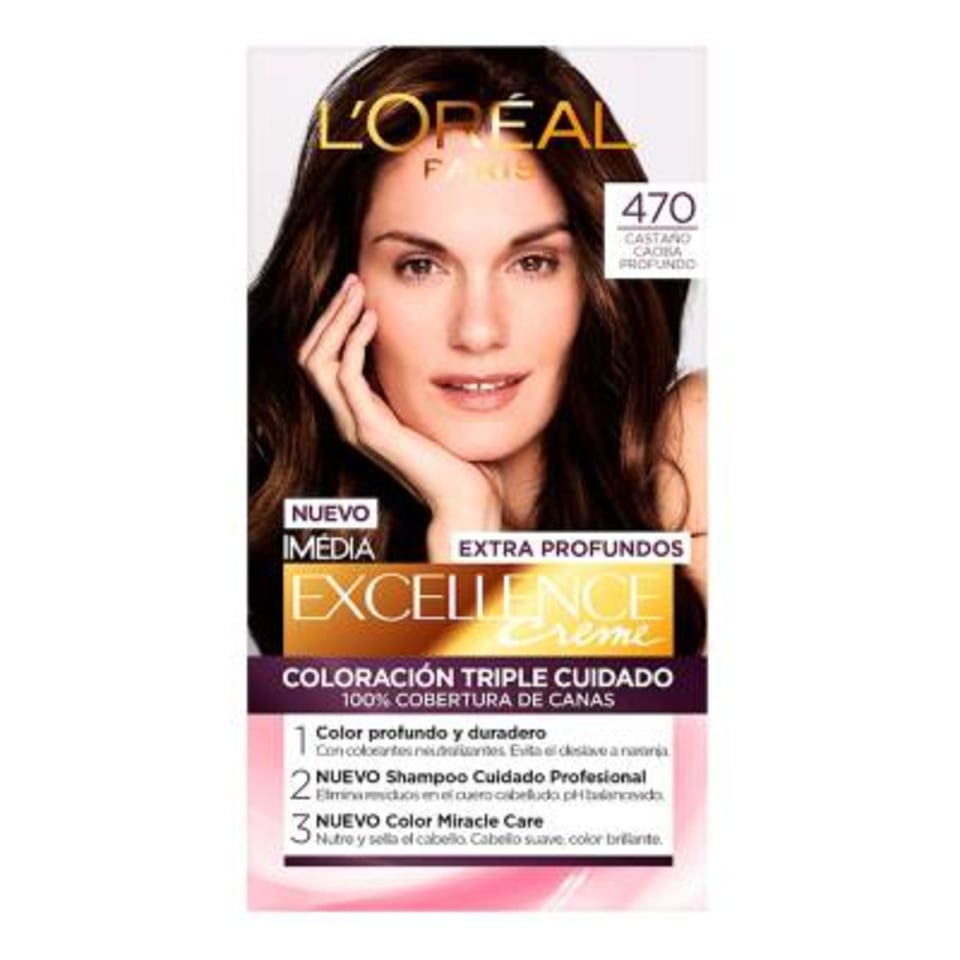 L'ORÉAL
PARIS
470
CASTAÑO
CAOBA
PROFUNDO
NUEVO
IMÉDIA
EXTRA PROFUNDOS
EXCELLENCE
Creme
COLORACIÓN TRIPLE CUIDADO
100% COBERTURA DE CANAS
1 Color profundo y duradero
Con colorantes neutralizantes. Evita el deslave a naranja.
2 NUEVO Shampoo Cuidado Profesional
Elimina residuos en el cuero cabelludo. pH balanceado.
3 NUEVO Color Miracle Care
Nutre y sella el cabello. Cabello suave, color brillante.